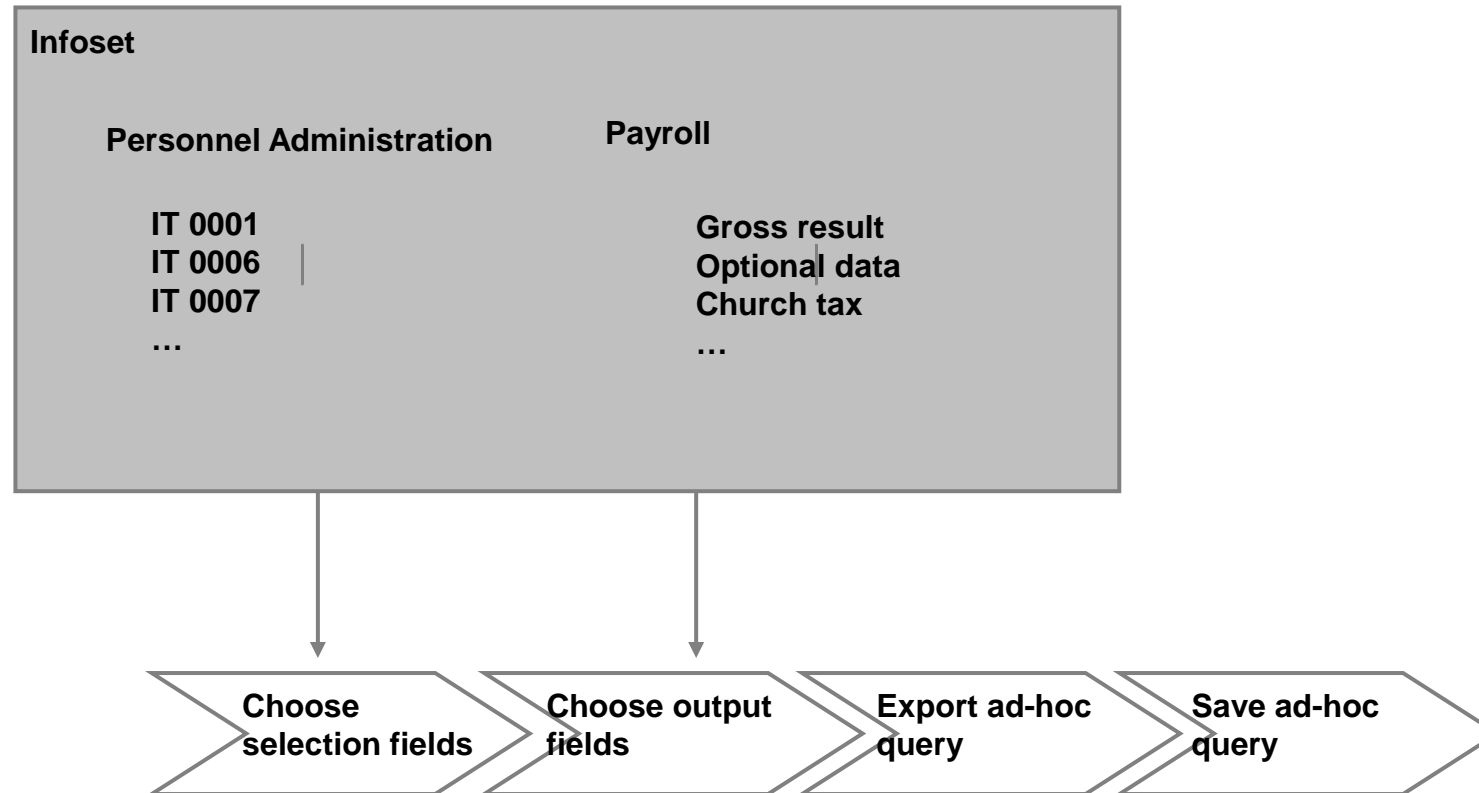 Infoset
Personnel Administration
IT 0001
IT 0006
IT 0007
…
Payroll
Gross result
Optional data
Church tax
…
Choose
selection fields
Choose output
fields
Export ad-hoc
query
Save ad-hoc
query